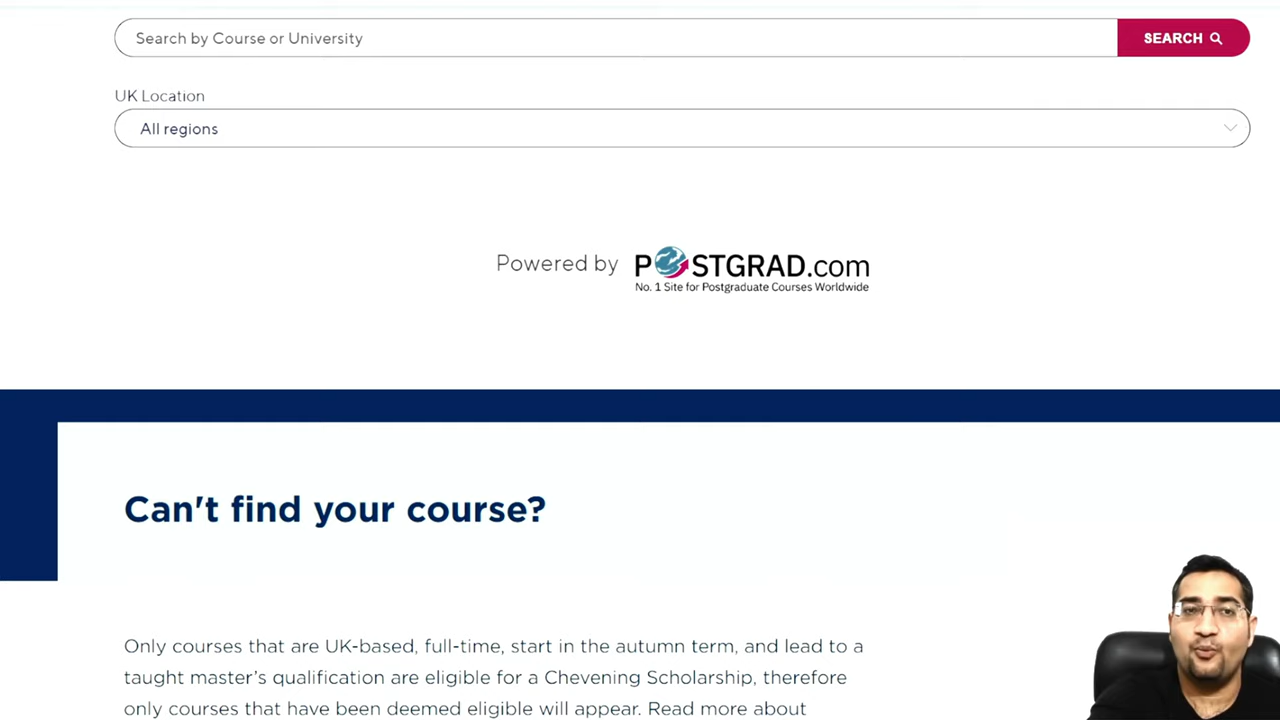 Search by Course or University
SEARCH
UK Location
All regions
Powered by POSTGRAD.com
No. 1 Site for Postgraduate Courses Worldwide
Can't find your course?
Only courses that are UK-based, full-time, start in the autumn term, and lead to a
taught master’s qualification are eligible for a Chevening Scholarship, therefore
only courses that have been deemed eligible will appear. Read more about